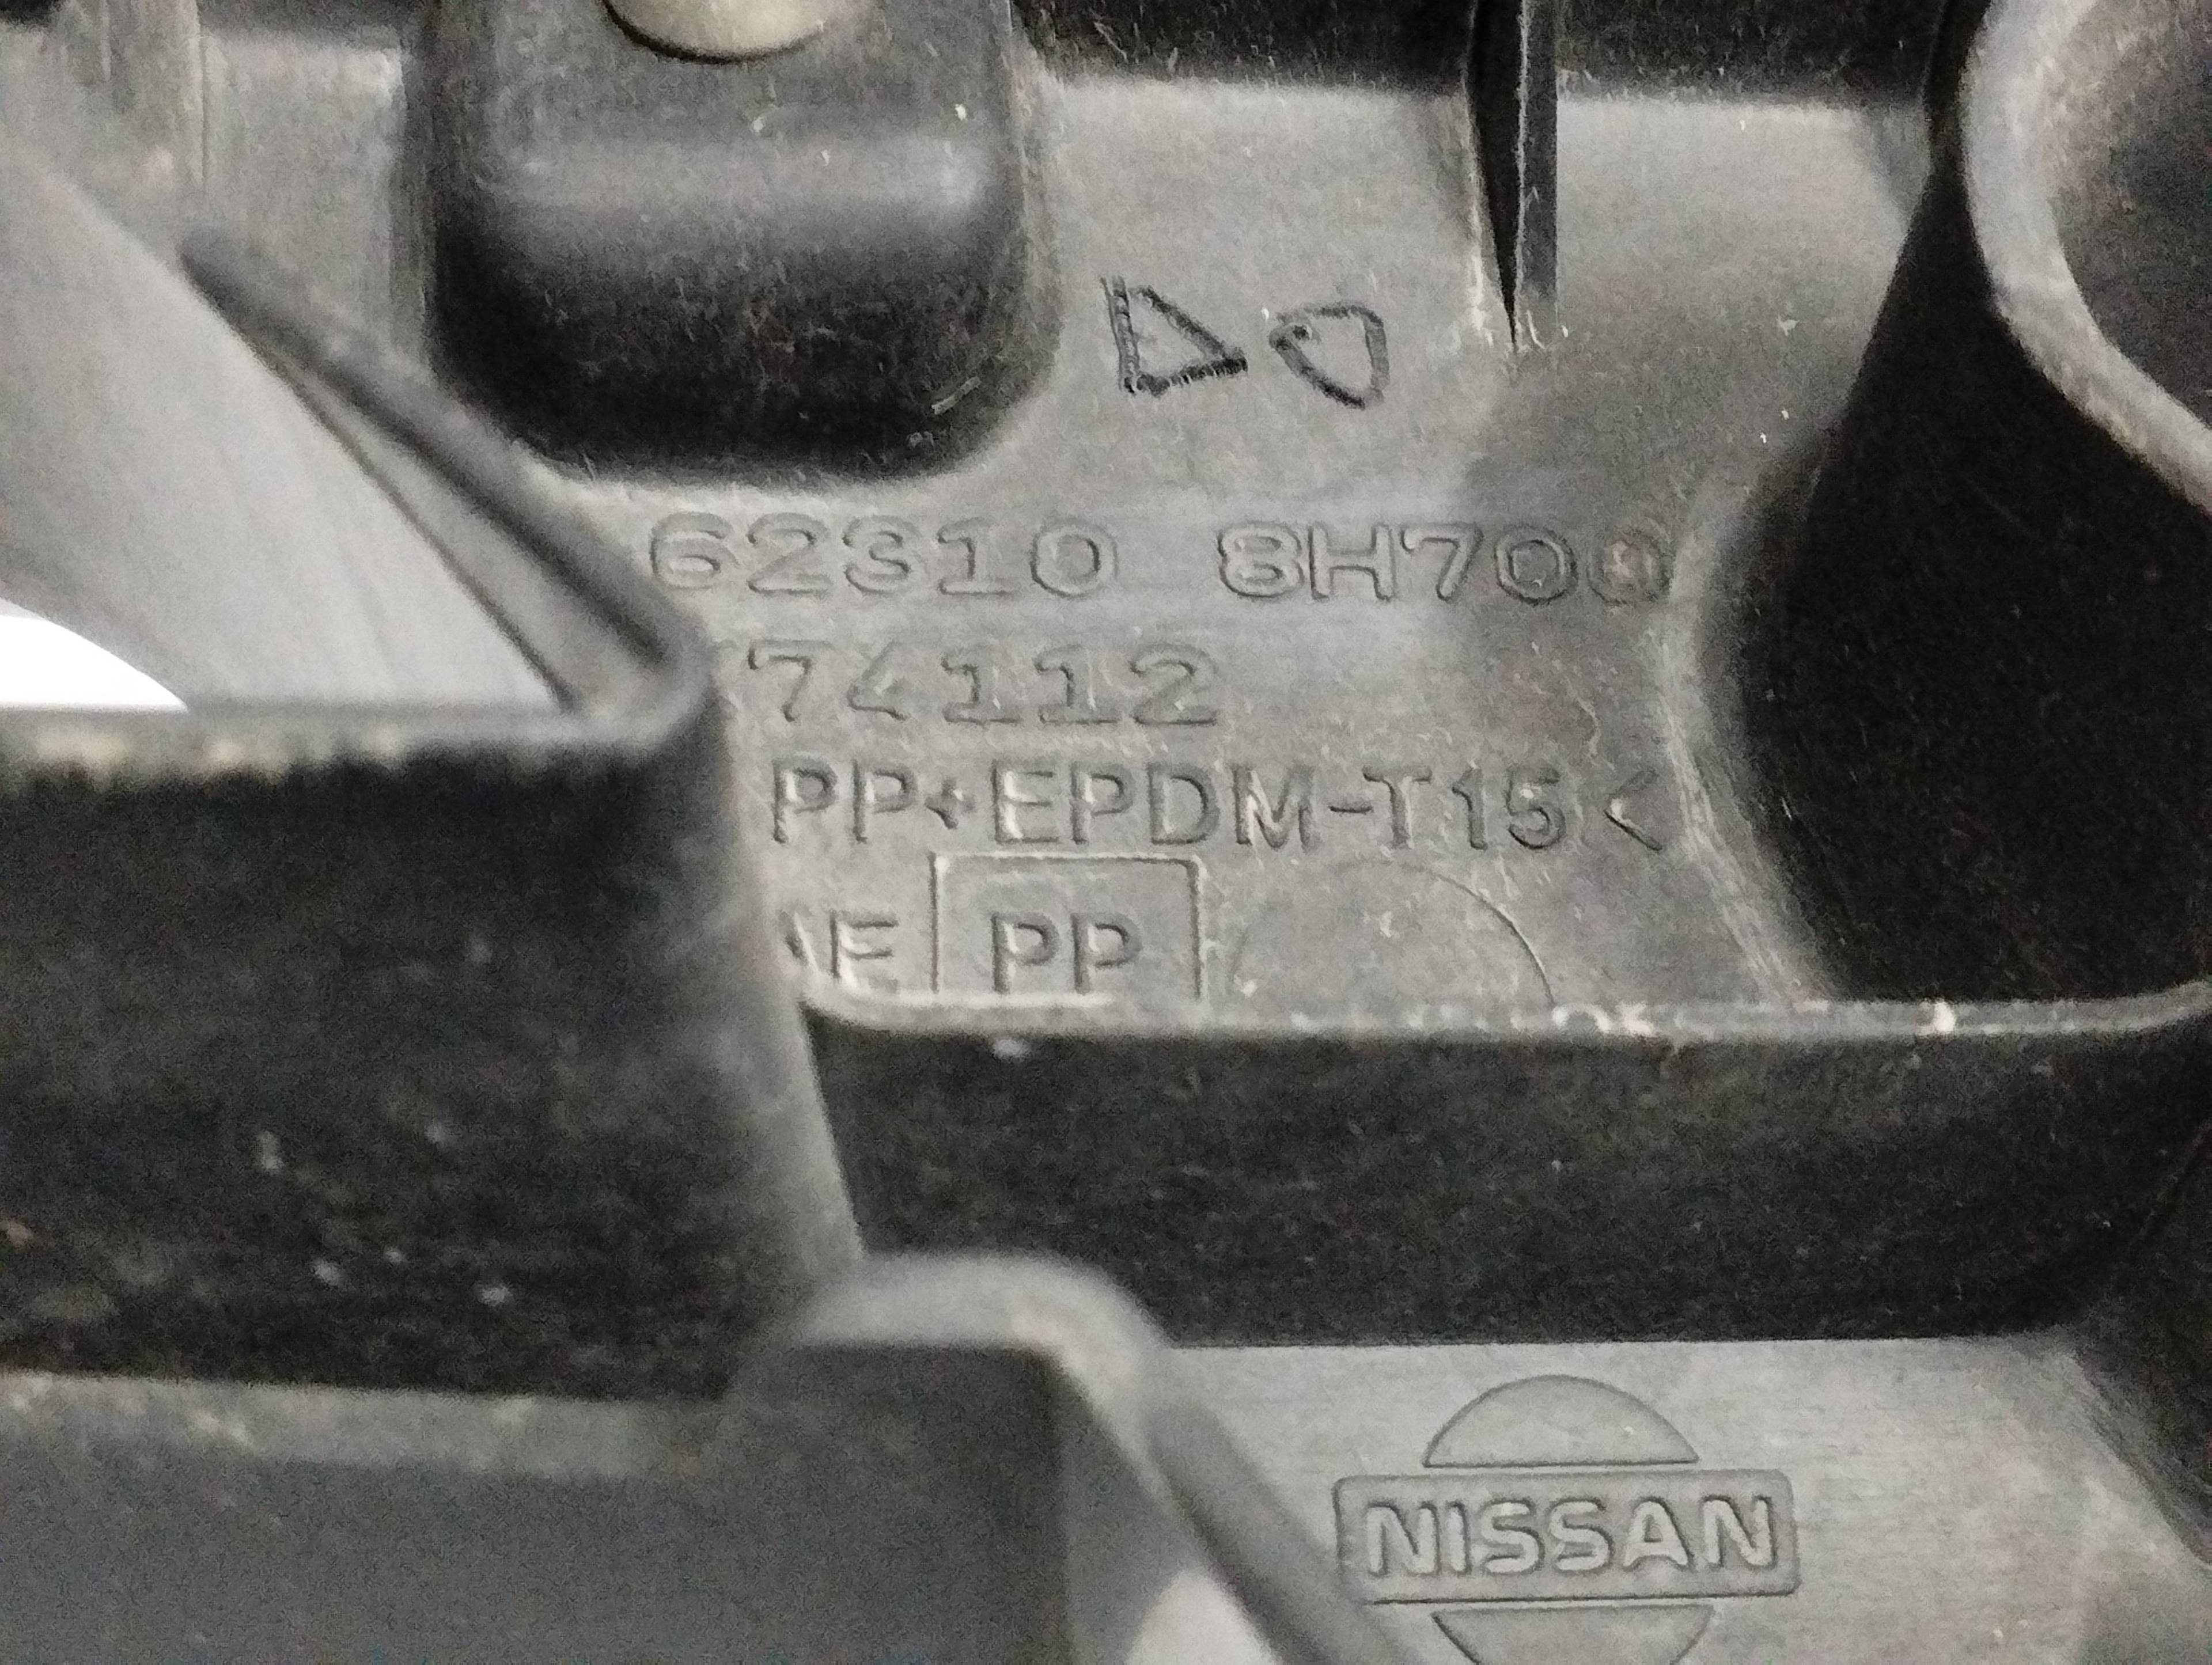 62310 8H700
74112
PP+EPDM-T15<
PP
NISSAN